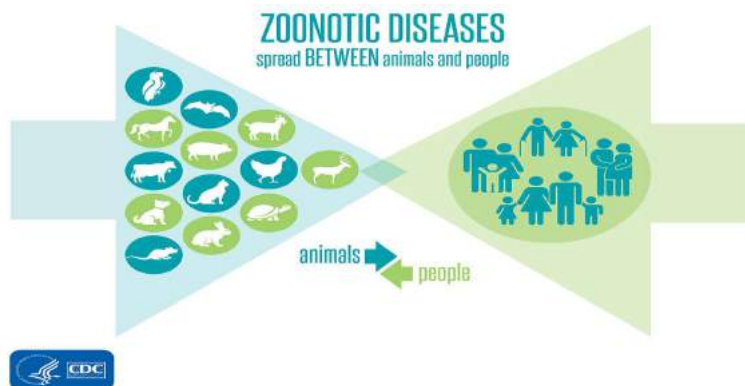 ZOONOTIC DISEASES
spread BETWEEN animals and people
animals
people
CDC